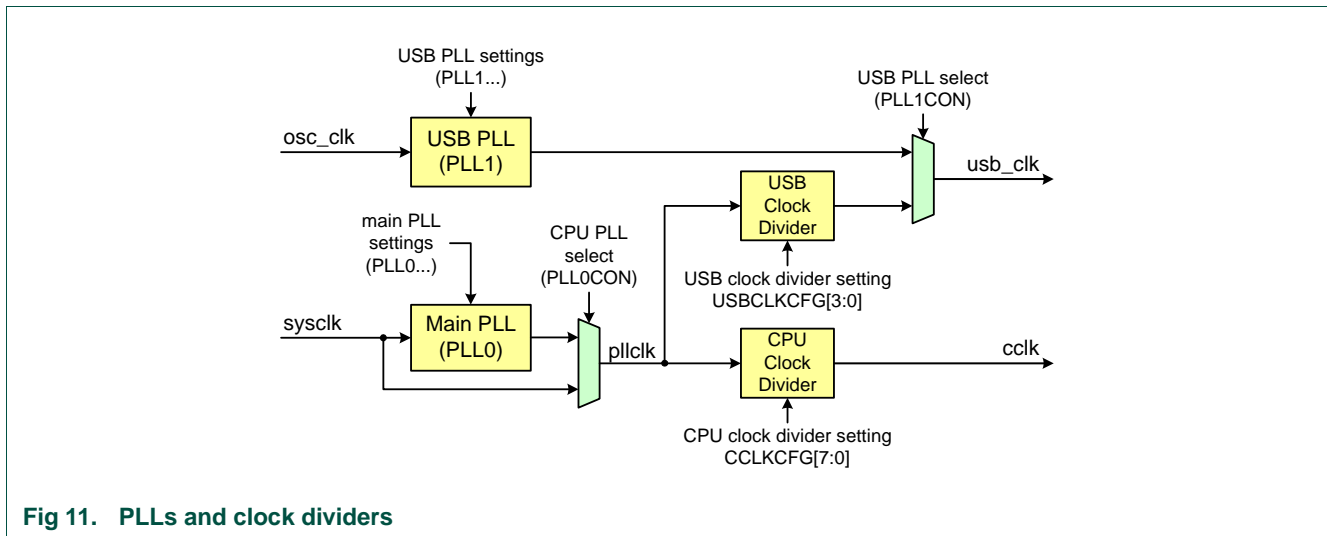 USB PLL settings
(PLL1...)
USB PLL select
(PLL1CON)
osc_clk
USB PLL
(PLL1)
usb_clk
USB
Clock
Divider
main PLL
settings
(PLL0...)
CPU PLL
select
(PLL0CON)
USB clock divider setting
USBCLKCFG[3:0]
sysclk
Main PLL
(PLL0)
pllclk
CPU
Clock
Divider
cclk
CPU clock divider setting
CCLKCFG[7:0]
Fig 11. PLLs and clock dividers